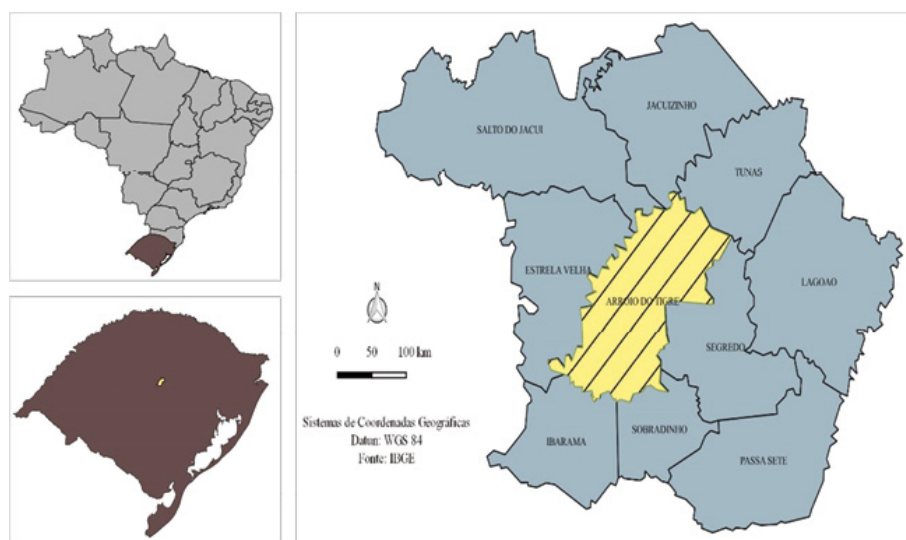 JACUIZINHO
SALTO DO JACUI
TUNAS
ESTRELA VELHA
LAGOAO
ARROIO DO TIGRE
SEGREDO
N
0 50 100 km
Sistemas de Coordenadas Geográficas
Datun: WGS 84
Fonte: IBGE
IBARAMA
SOBRADINHO
PASSA SETE